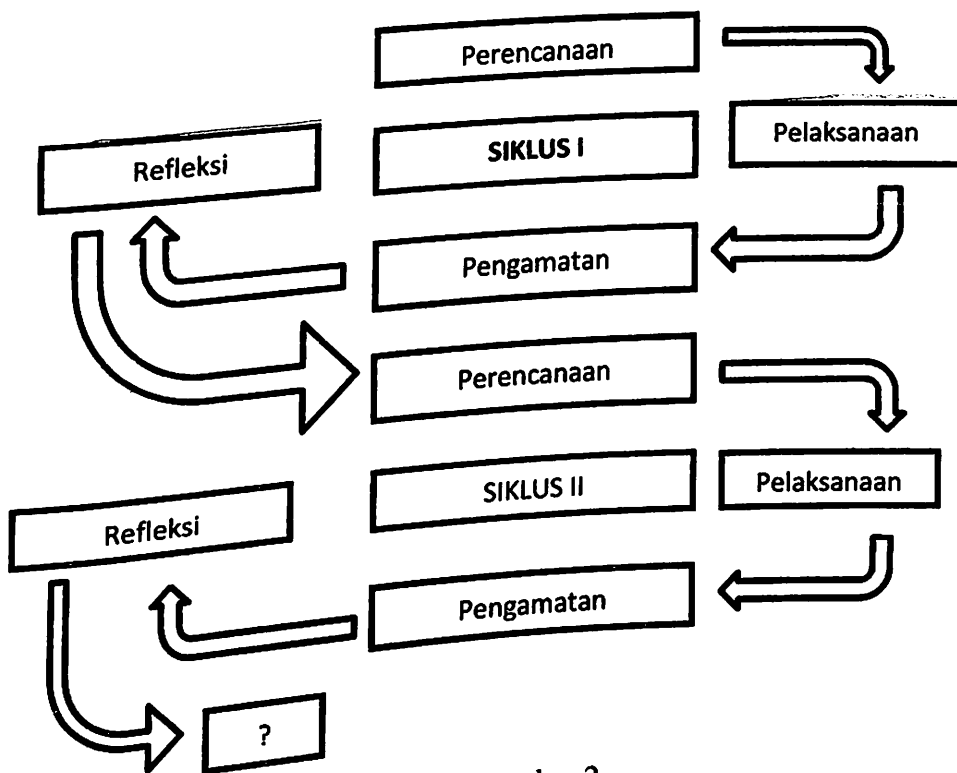 Perencanaan
Pelaksanaan
SIKLUS I
Refleksi
Pengamatan
Perencanaan
Pelaksanaan
SIKLUS II
Refleksi
Pengamatan
?